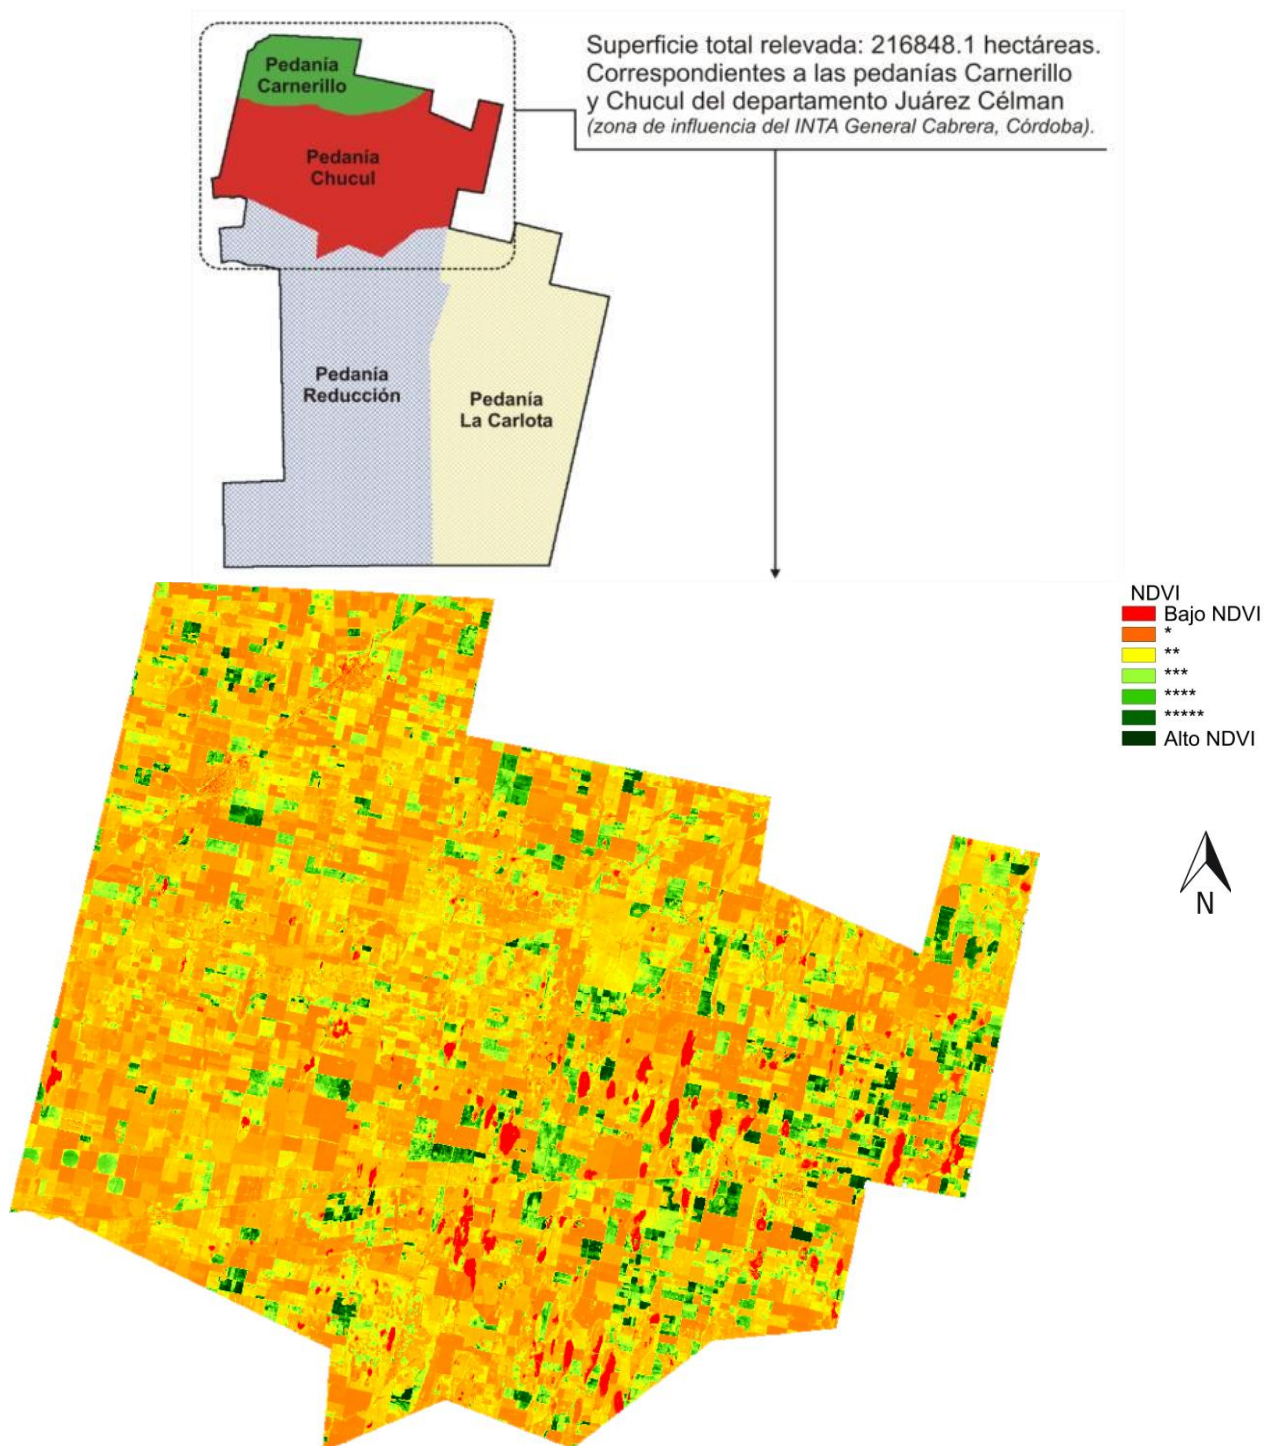 Pedanía
Carnerillo
Superficie total relevada: 216848.1 hectáreas.
Correspondientes a las pedanías Carnerillo
y Chucul del departamento Juárez Célman
(zona de influencia del INTA General Cabrera, Córdoba).
Pedanía
Chucul
Pedanía
Reducción
Pedanía
La Carlota
NDVI
Bajo NDVI
*
**
***
****
*****
Alto NDVI
N